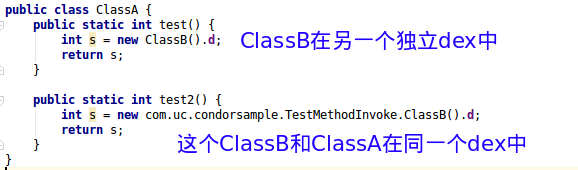 public class ClassA {
public static int test() {
int s = new ClassB().d; ClassB在另一个独立dex中
return s;
}
public static int test2() {
int s = new com.uc.condorsample.TestMethodInvoke.ClassB().d;
return s;
这个ClassB和ClassA在同一个dex中
}
}